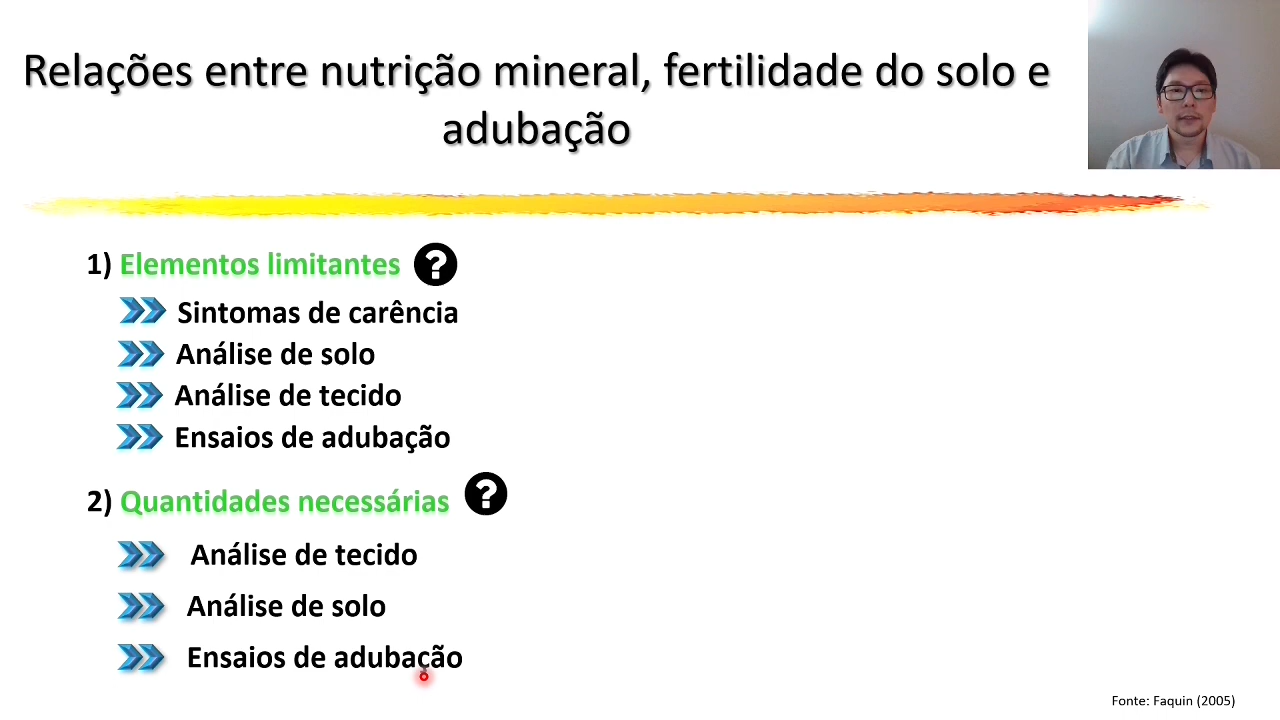 Relações entre nutrição mineral, fertilidade do solo e
adubação
1) Elementos limitantes ?
Sintomas de carência
Análise de solo
Análise de tecido
Ensaios de adubação
2) Quantidades necessárias ?
Análise de tecido
Análise de solo
Ensaios de adubação
Fonte: Faquin (2005)